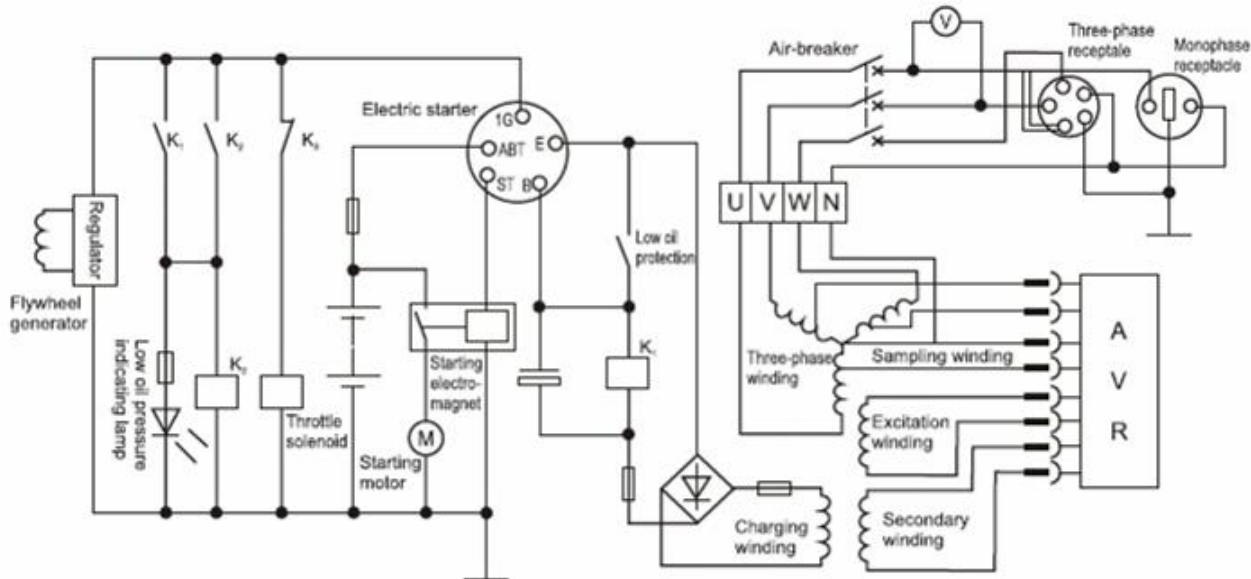 V
Three-phase
receptale
Monophase
receptacle
Air-breaker
Electric starter
1G
ABT
E
ST
B
K₁
K₂
Regulator
Flywheel
generator
U
V
W
N
Low oil
protection
Low oil pressure
indicating lamp
Throttle
solenoid
Starting
electro-
magnet
M
Starting
motor
K₁
Three-phase
winding
Sampling winding
Excitation
winding
Secondary
winding
Charging
winding
A
V
R